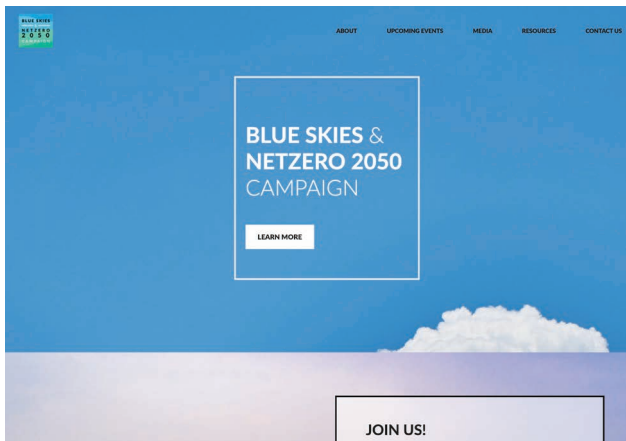 BLUE SKIES
NETZERO
2050
CAMPAIGN
ABOUT UPCOMING EVENTS MEDIA RESOURCES CONTACT US
BLUE SKIES &
NETZERO 2050
CAMPAIGN
LEARN MORE
JOIN US!